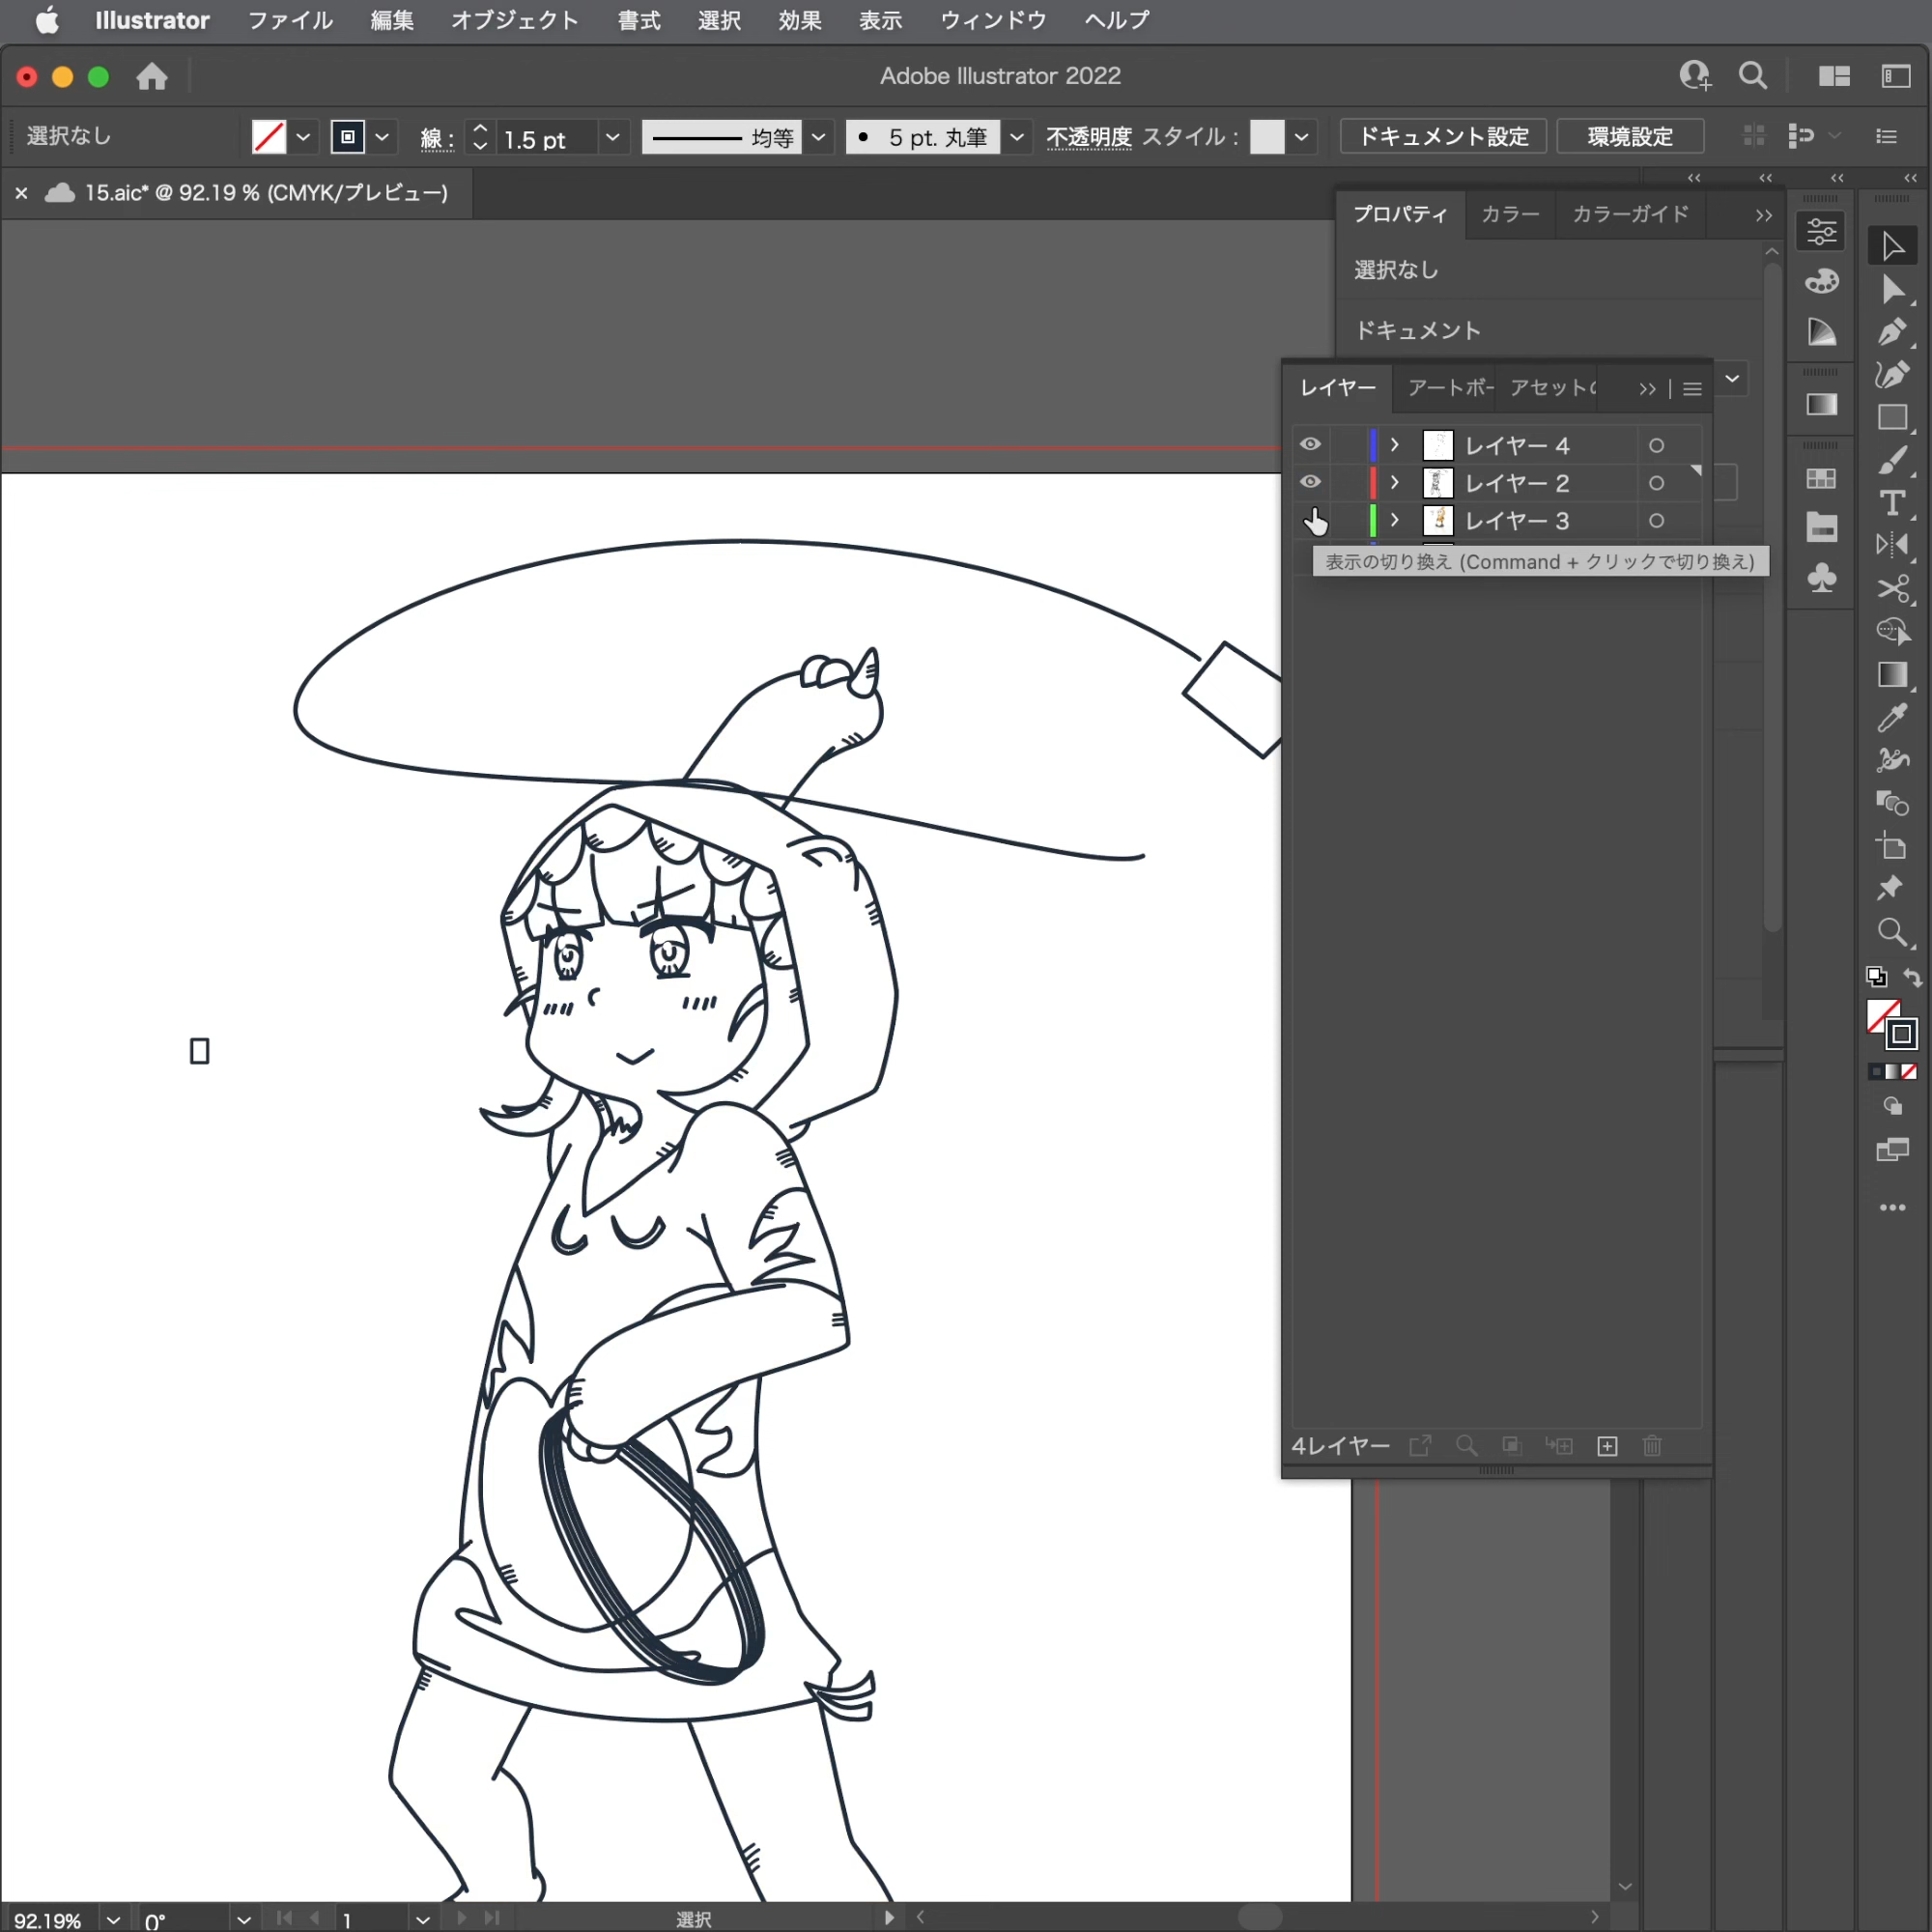 Illustrator ファイル 編集 オブジェクト 書式 選択 効果 表示 ウィンドウ ヘルプ
Adobe Illustrator 2022
選択なし 線: 1.5 pt 均等 5 pt. 丸筆 不透明度 スタイル: ドキュメント設定 環境設定
15.aic* @ 92.19 % (CMYK/プレビュー)
プロパティ カラー カラーガイド
選択なし
ドキュメント
レイヤー アートボー アセットの
レイヤー 4
レイヤー 2
レイヤー 3
表示の切り換え (Command + クリックで切り換え)
4レイヤー
92.19% 0° 1 選択